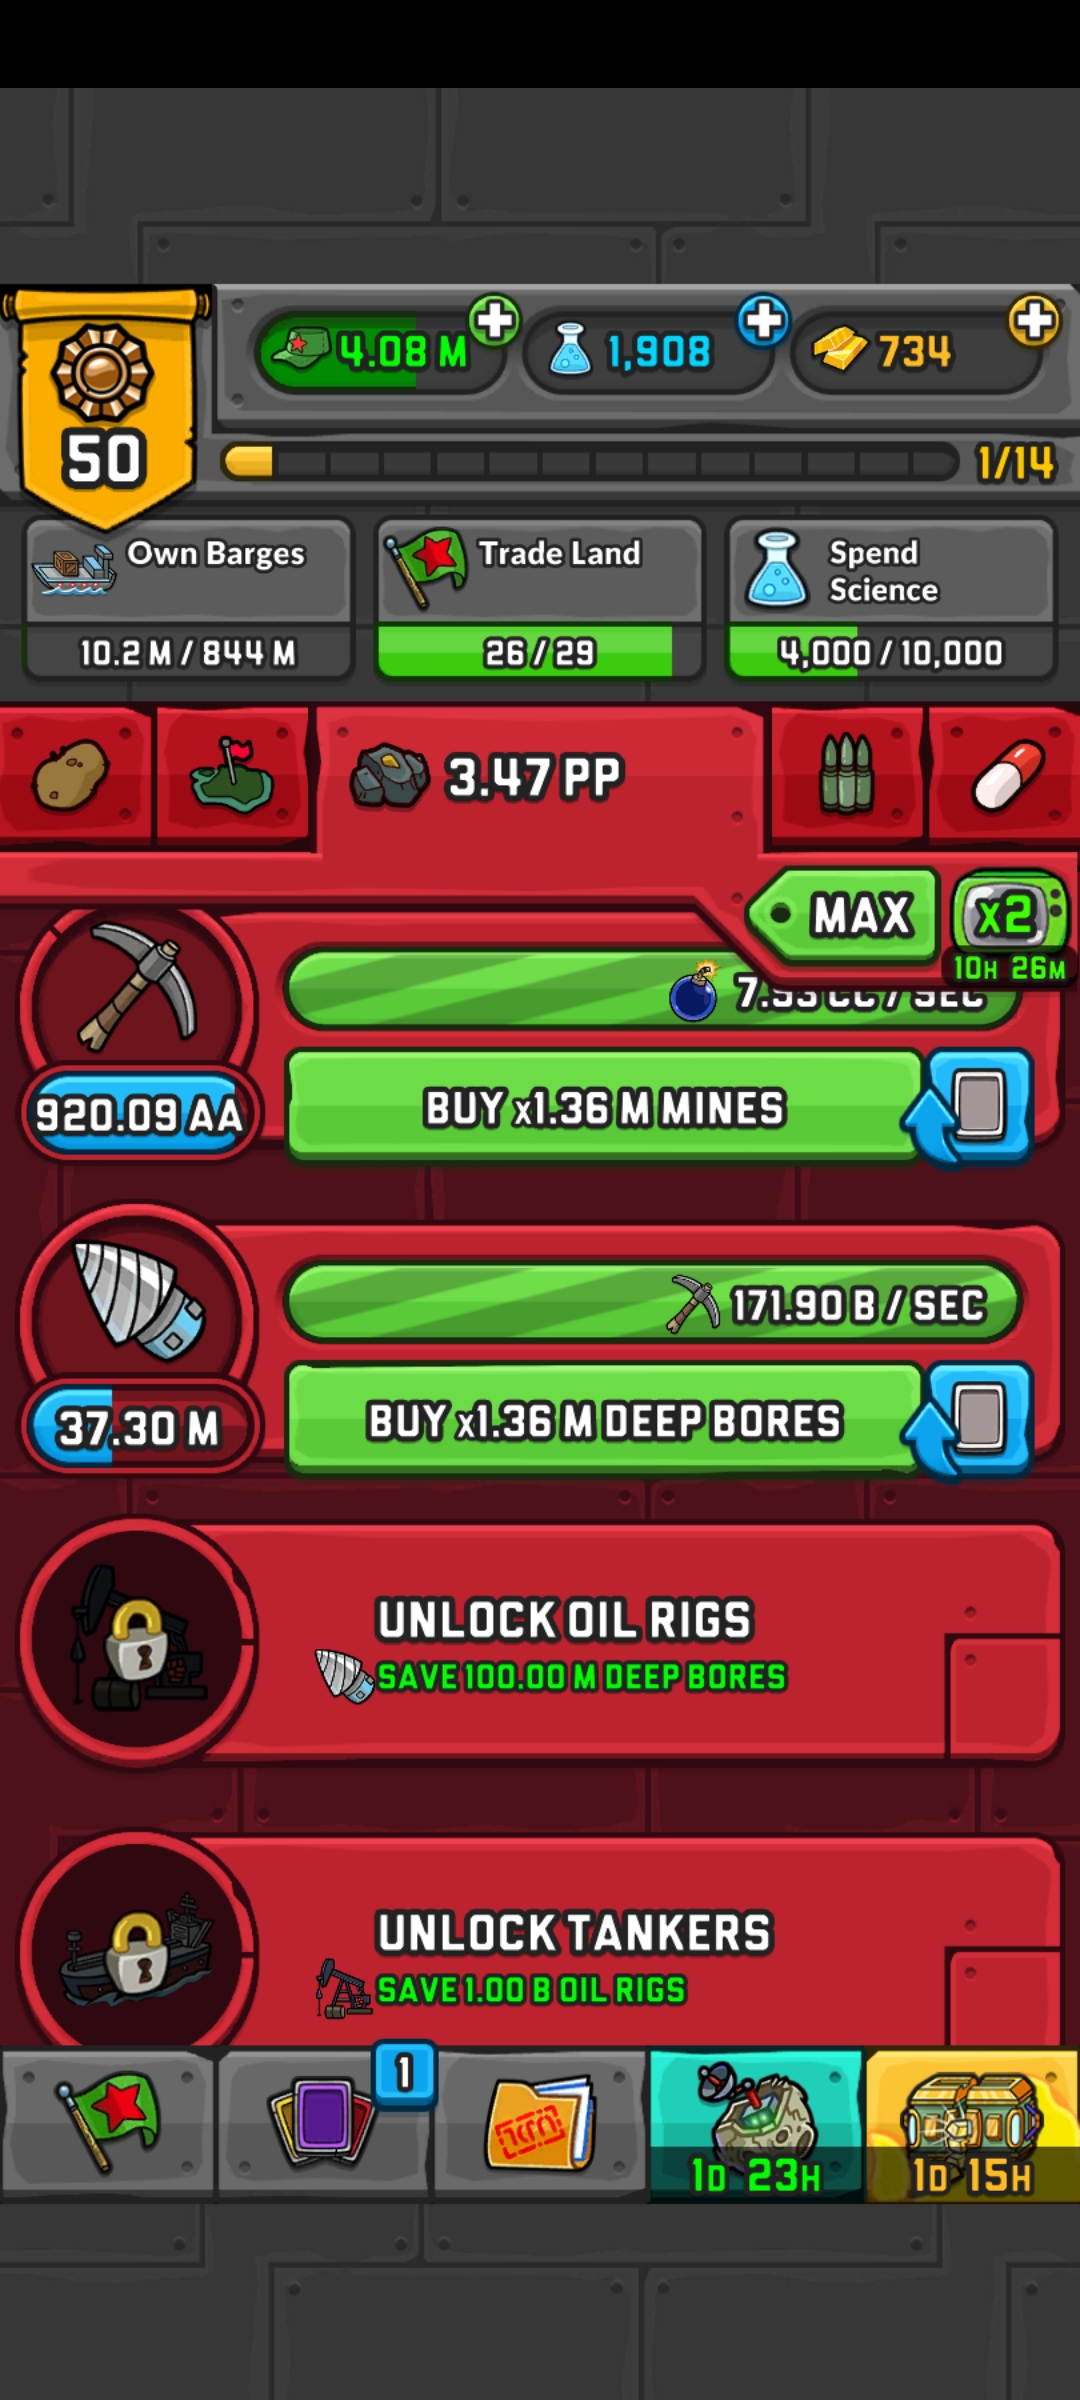 50
4.08 M
1,908
734
1/14
Own Barges
10.2 M / 844 M
Trade Land
26 / 29
Spend
Science
4,000 / 10,000
3.47 PP
MAX
x2
10H 26M
7.53 CC / SEC
920.09 AA
BUY x1.36 M MINES
171.90 B / SEC
37.30 M
BUY x1.36 M DEEP BORES
UNLOCK OIL RIGS
SAVE 100.00 M DEEP BORES
UNLOCK TANKERS
SAVE 1.00 B OIL RIGS
1
1D 23H
1D 15H